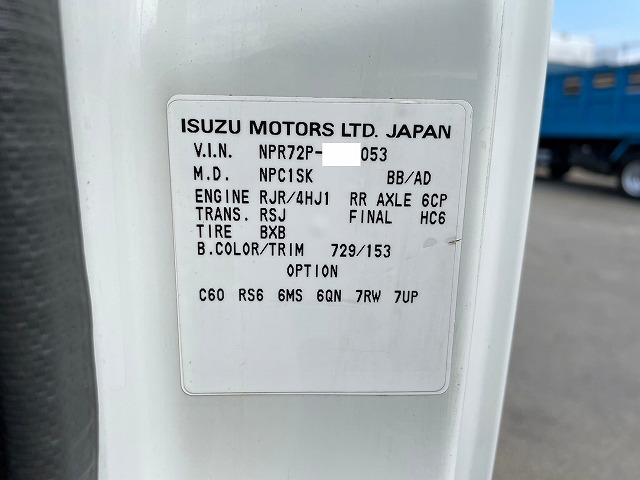 ISUZU MOTORS LTD. JAPAN
V.I.N. NPR72P- 053
M.D. NPC1SK BB/AD
ENGINE RJR/4HJ1 RR AXLE 6CP
TRANS. RSJ FINAL HC6
TIRE BXB
B.COLOR/TRIM 729/153
OPTION
C60 RS6 6MS 6QN 7RW 7UP